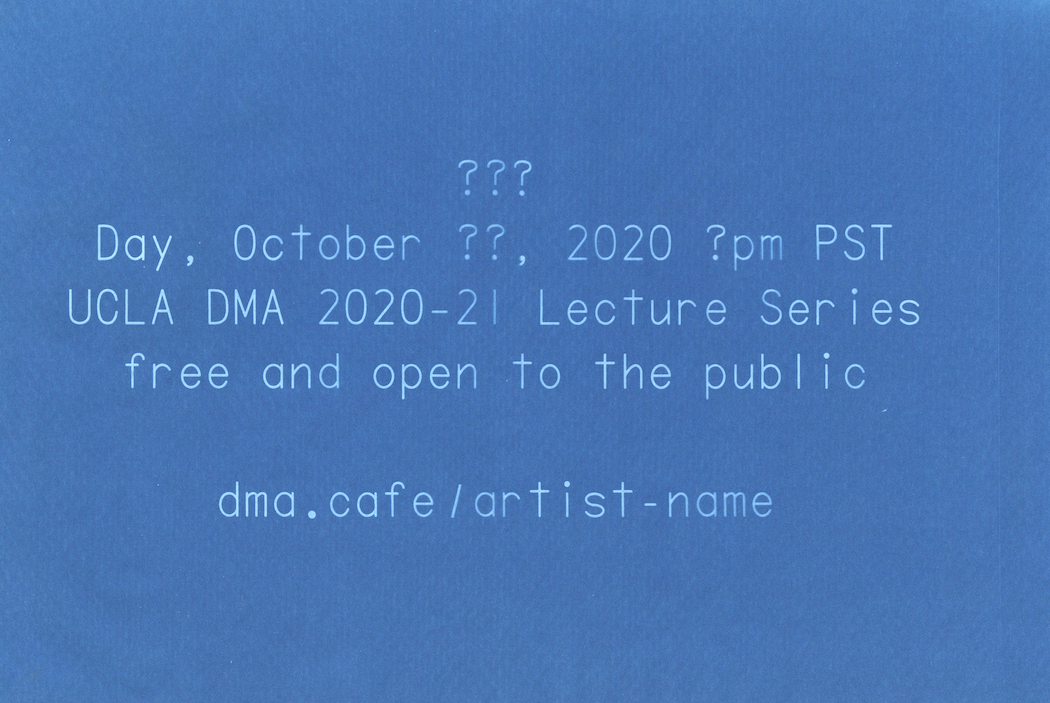 ???
Day, October ??, 2020 ?pm PST
UCLA DMA 2020-21 Lecture Series
free and open to the public
dma.cafe/artist-name